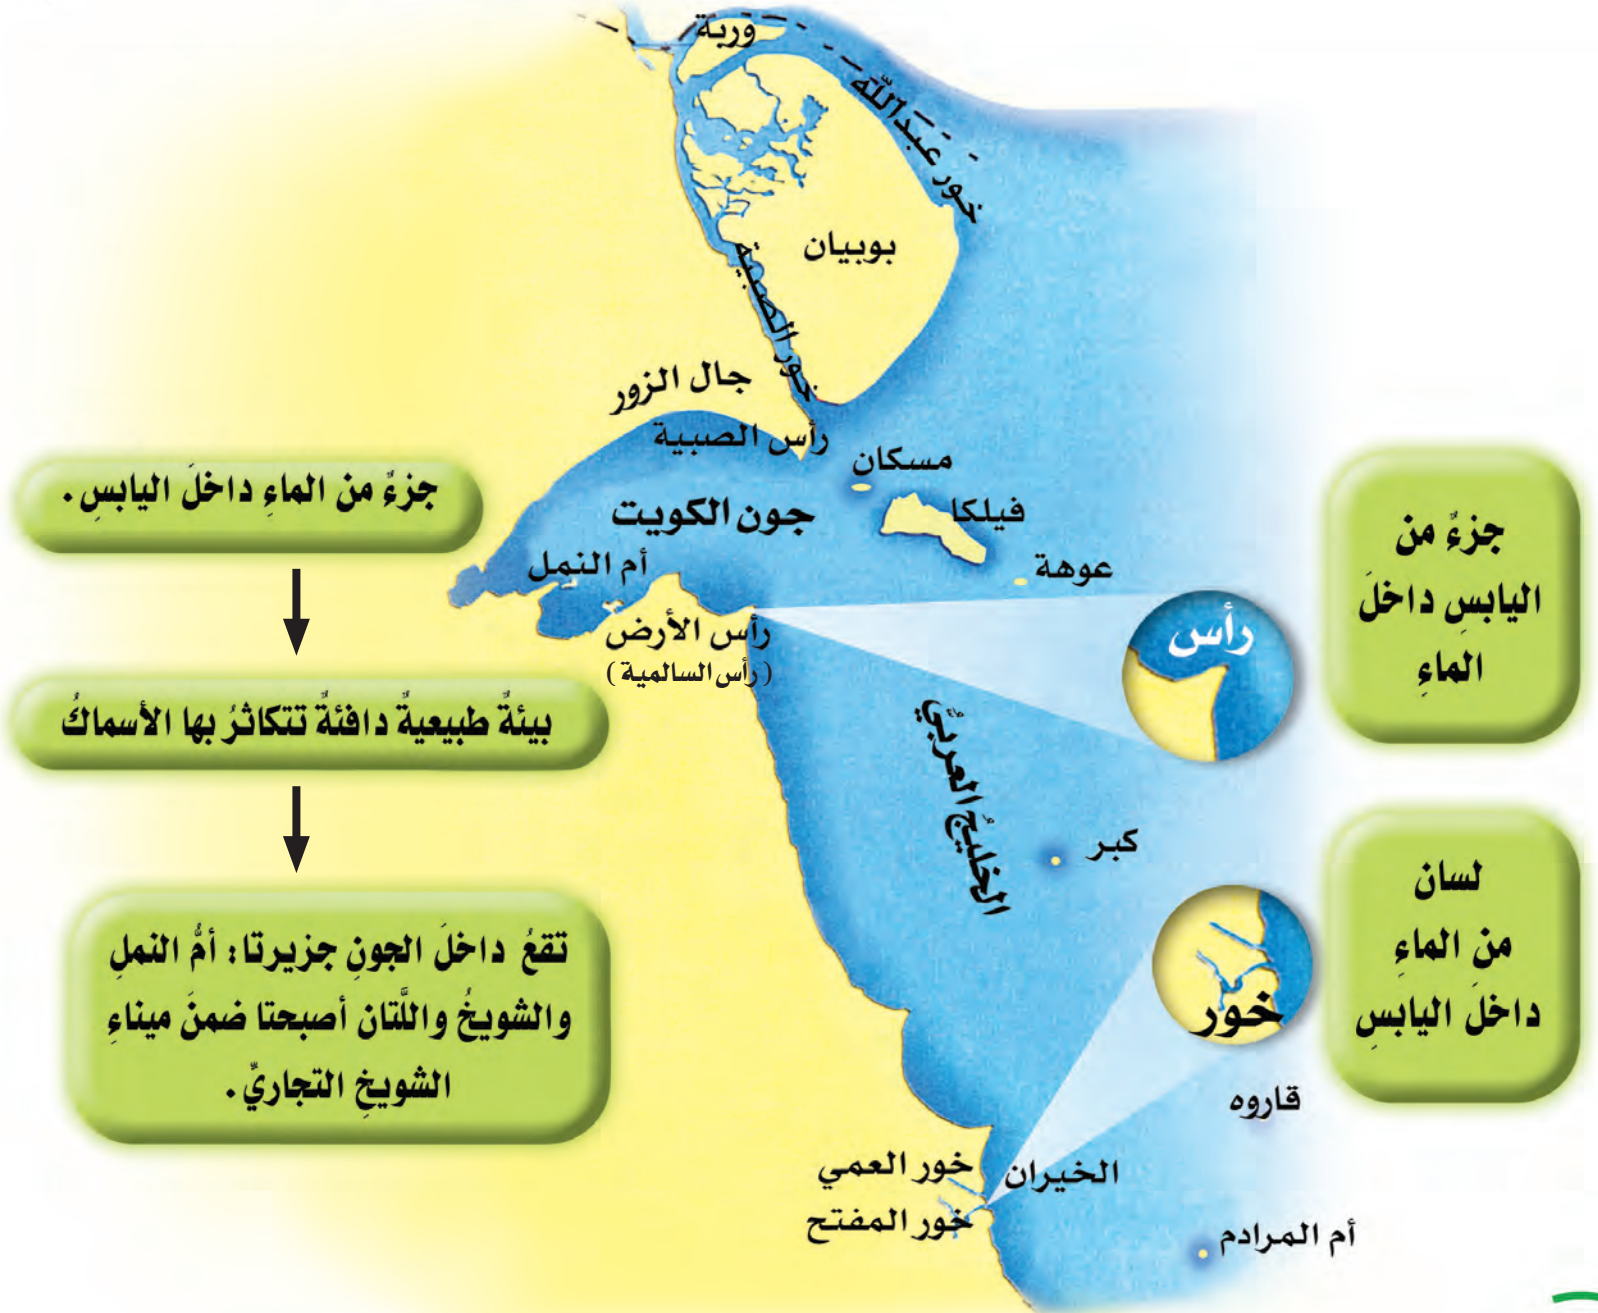 وربة
خور عبدالله
بوبيان
خور الصبية
جال الزور
رأس الصبية
مسكان
فيلكا
عوهة
جون الكويت
أم النمل
رأس الأرض
(رأس السالمية)
الخليج العربيّ
كبر
قاروه
أم المرادم
الخيران
خور العمي
خور المفتح
رأس
خور
جزءٌ من
اليابسِ داخلَ
الماءِ
لسان
من الماءِ
داخلَ اليابسِ
جزءٌ من الماءِ داخلَ اليابسِ.
بيئةٌ طبيعيةٌ دافئةٌ تتكاثرُ بها الأسماكُ
تقعُ داخلَ الجونِ جزيرتا: أمُّ النملِ
والشويخُ واللَّتان أصبحتا ضمنَ ميناءِ
الشويخِ التجاريِّ.